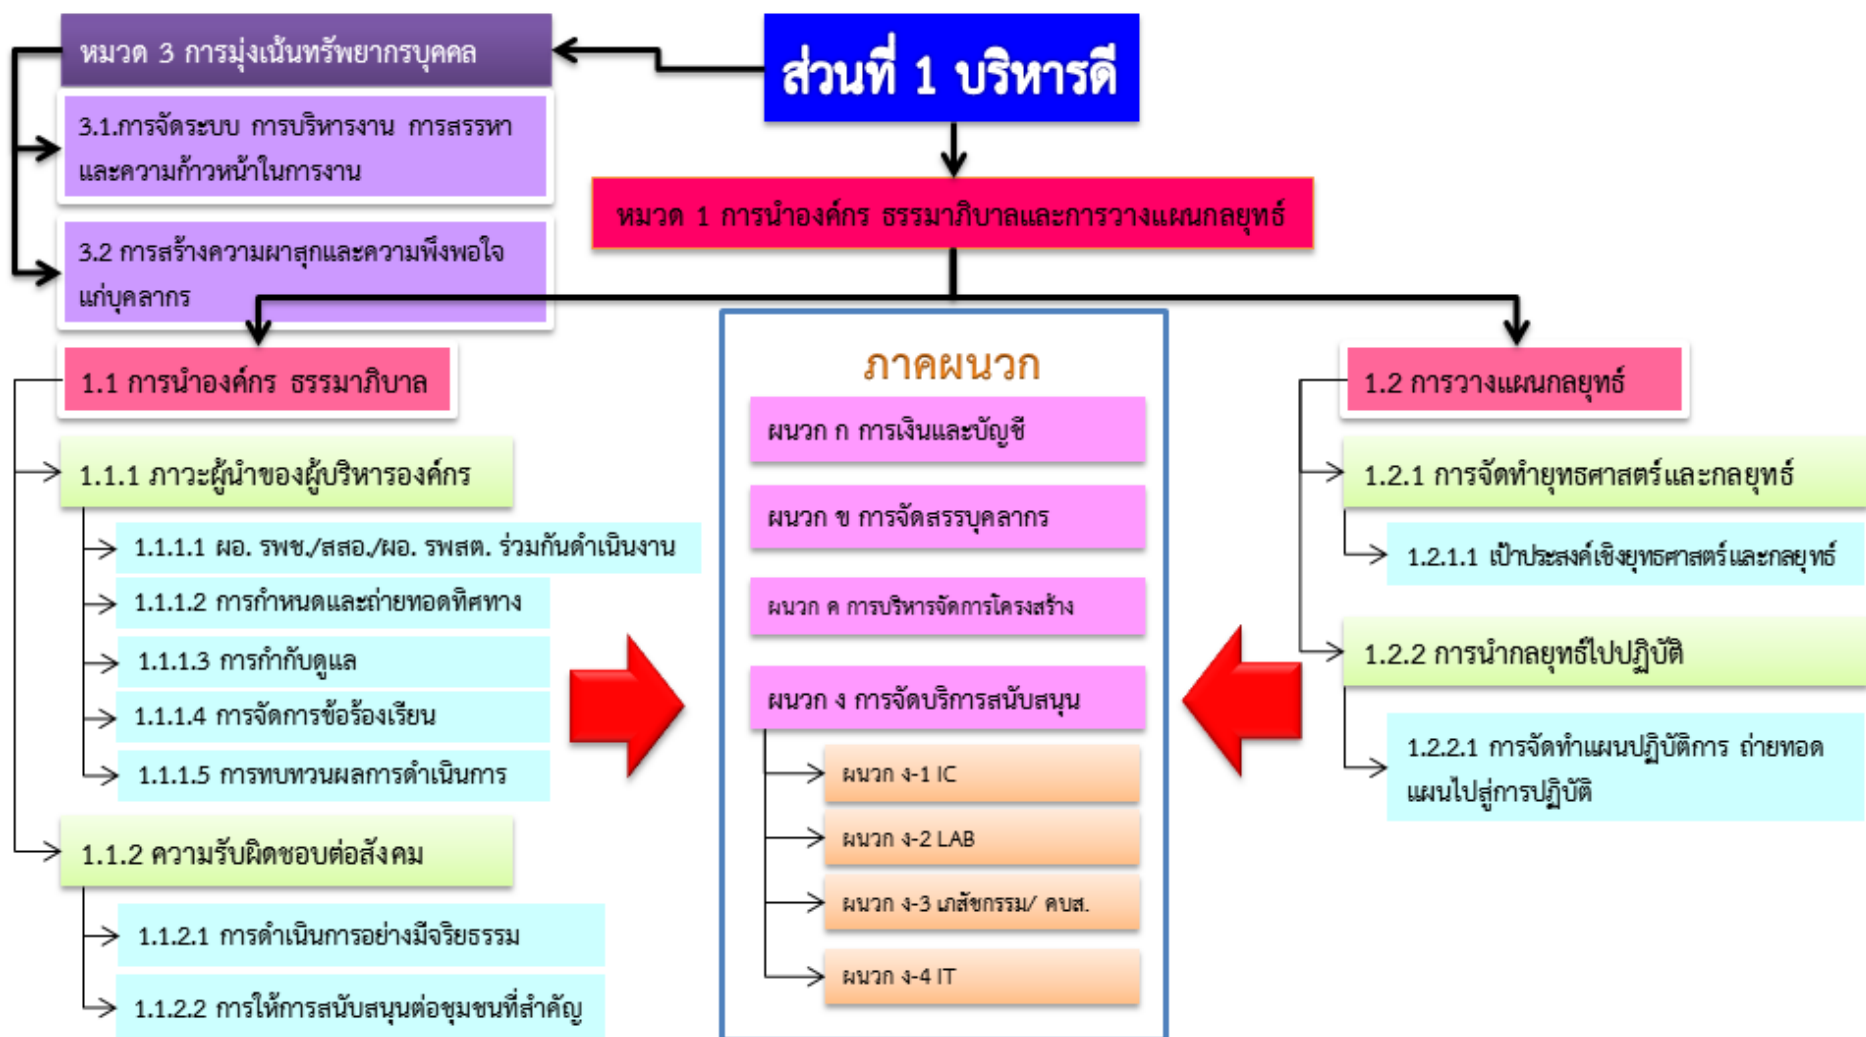 ส่วนที่ 1 บริหารดี
หมวด 3 การมุ่งเน้นทรัพยากรบุคคล
3.1.การจัดระบบ การบริหารงาน การสรรหา
และความก้าวหน้าในการงาน
3.2 การสร้างความผาสุกและความพึงพอใจ
แก่บุคลากร
หมวด 1 การนำองค์กร ธรรมาภิบาลและการวางแผนกลยุทธ์
1.1 การนำองค์กร ธรรมาภิบาล
1.1.1 ภาวะผู้นำของผู้บริหารองค์กร
1.1.1.1 ผอ. รพช./สสอ./ผอ. รพสต. ร่วมกันดำเนินงาน
1.1.1.2 การกำหนดและถ่ายทอดทิศทาง
1.1.1.3 การกำกับดูแล
1.1.1.4 การจัดการข้อร้องเรียน
1.1.1.5 การทบทวนผลการดำเนินการ
1.1.2 ความรับผิดชอบต่อสังคม
1.1.2.1 การดำเนินการอย่างมีจริยธรรม
1.1.2.2 การให้การสนับสนุนต่อชุมชนที่สำคัญ
ภาคผนวก
ผนวก ก การเงินและบัญชี
ผนวก ข การจัดสรรบุคลากร
ผนวก ค การบริหารจัดการโครงสร้าง
ผนวก ง การจัดบริการสนับสนุน
ผนวก ง-1 IC
ผนวก ง-2 LAB
ผนวก ง-3 เภสัชกรรม/ คบส.
ผนวก ง-4 IT
1.2 การวางแผนกลยุทธ์
1.2.1 การจัดทำยุทธศาสตร์และกลยุทธ์
1.2.1.1 เป้าประสงค์เชิงยุทธศาสตร์และกลยุทธ์
1.2.2 การนำกลยุทธ์ไปปฏิบัติ
1.2.2.1 การจัดทำแผนปฏิบัติการ ถ่ายทอด
แผนไปสู่การปฏิบัติ